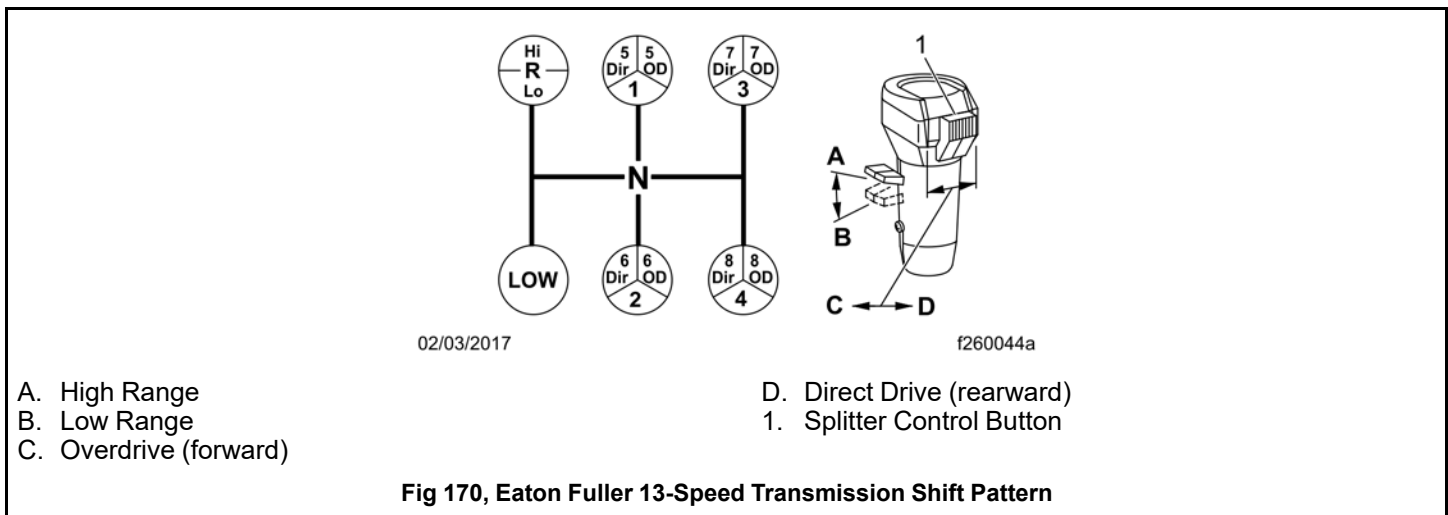 Hi
R
Lo
5 5
Dir OD
1
7 7
Dir OD
3
N
LOW
6 6
Dir OD
2
8 8
Dir OD
4
1
A
B
C D
02/03/2017
f260044a
A. High Range
B. Low Range
C. Overdrive (forward)
D. Direct Drive (rearward)
1. Splitter Control Button
Fig 170, Eaton Fuller 13-Speed Transmission Shift Pattern